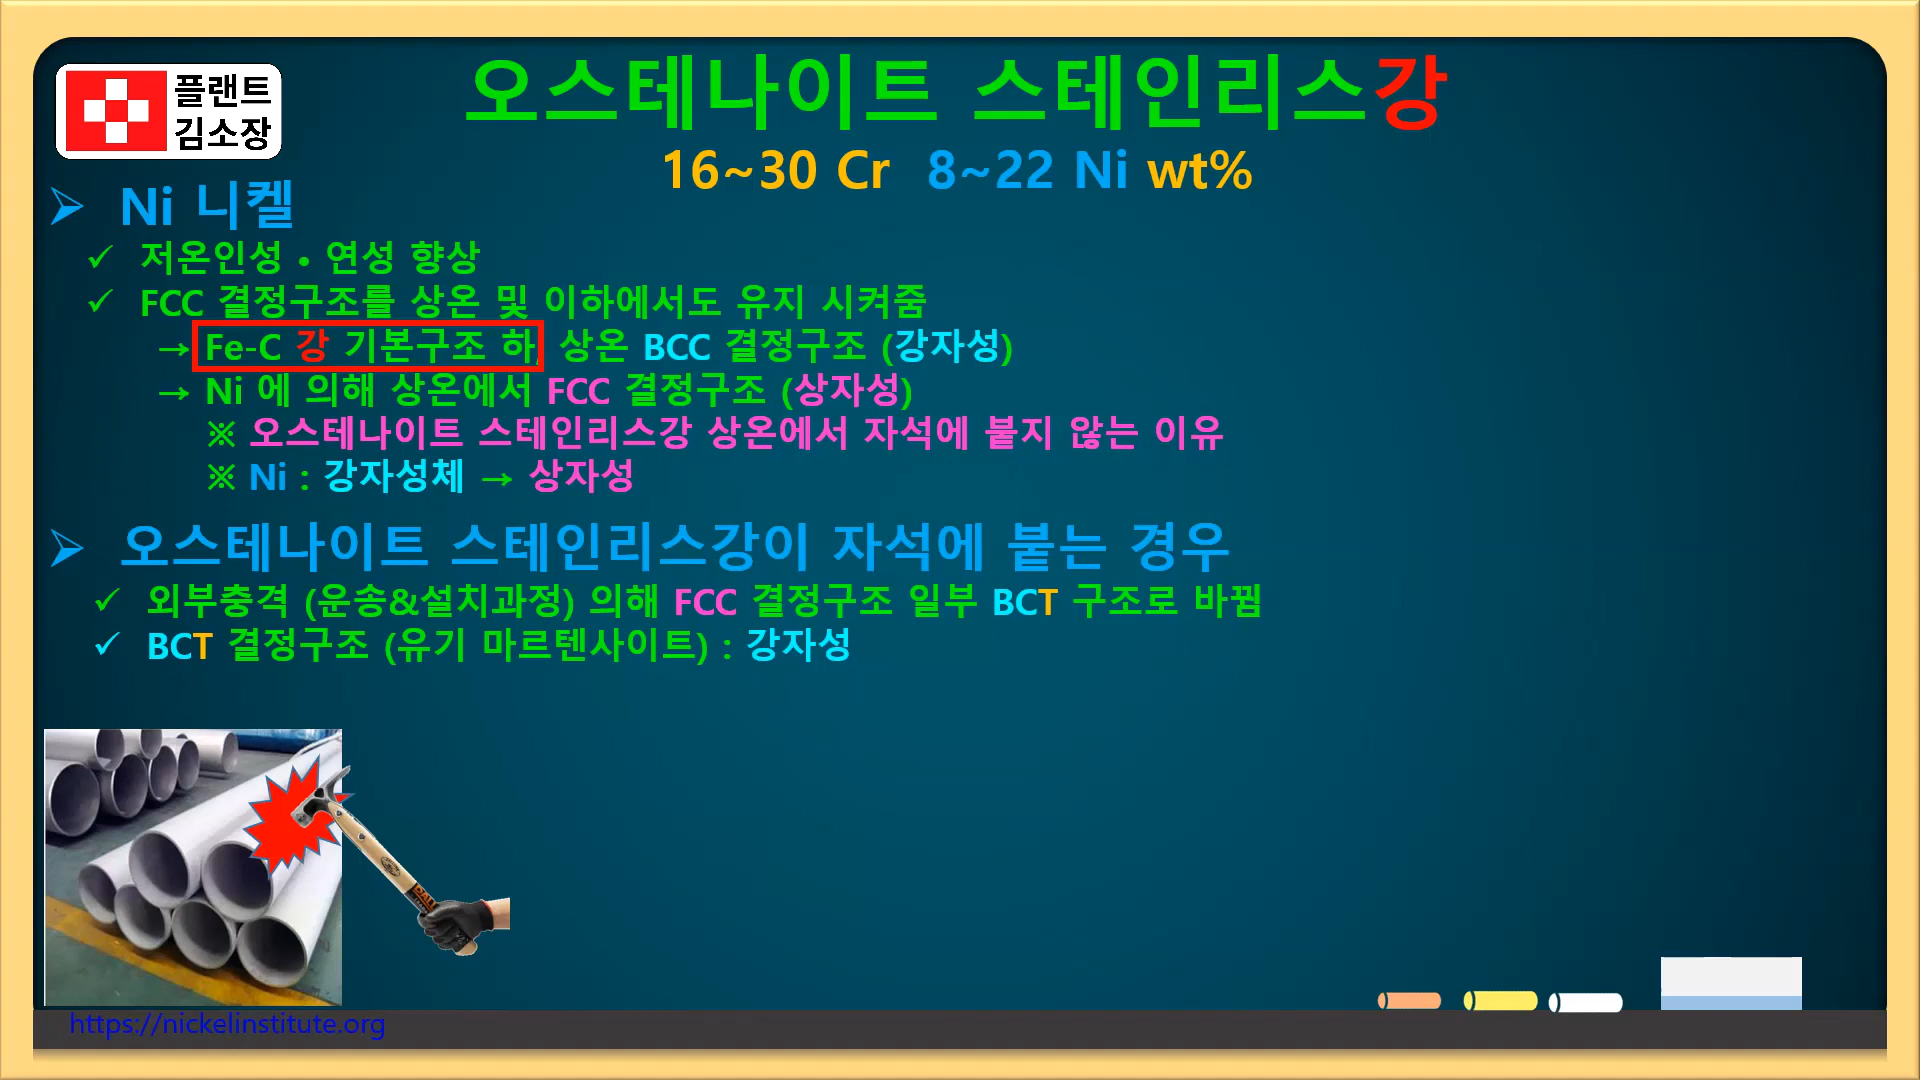 플랜트
김소장
오스테나이트 스테인리스강
16~30 Cr 8~22 Ni wt%
➢ Ni 니켈
✓ 저온인성 • 연성 향상
✓ FCC 결정구조를 상온 및 이하에서도 유지 시켜줌
→ Fe-C 강 기본구조 하, 상온 BCC 결정구조 (강자성)
→ Ni 에 의해 상온에서 FCC 결정구조 (상자성)
※ 오스테나이트 스테인리스강 상온에서 자석에 붙지 않는 이유
※ Ni : 강자성체 → 상자성
➢ 오스테나이트 스테인리스강이 자석에 붙는 경우
✓ 외부충격 (운송&설치과정) 의해 FCC 결정구조 일부 BCT 구조로 바뀜
✓ BCT 결정구조 (유기 마르텐사이트) : 강자성
https://nickelinstitute.org